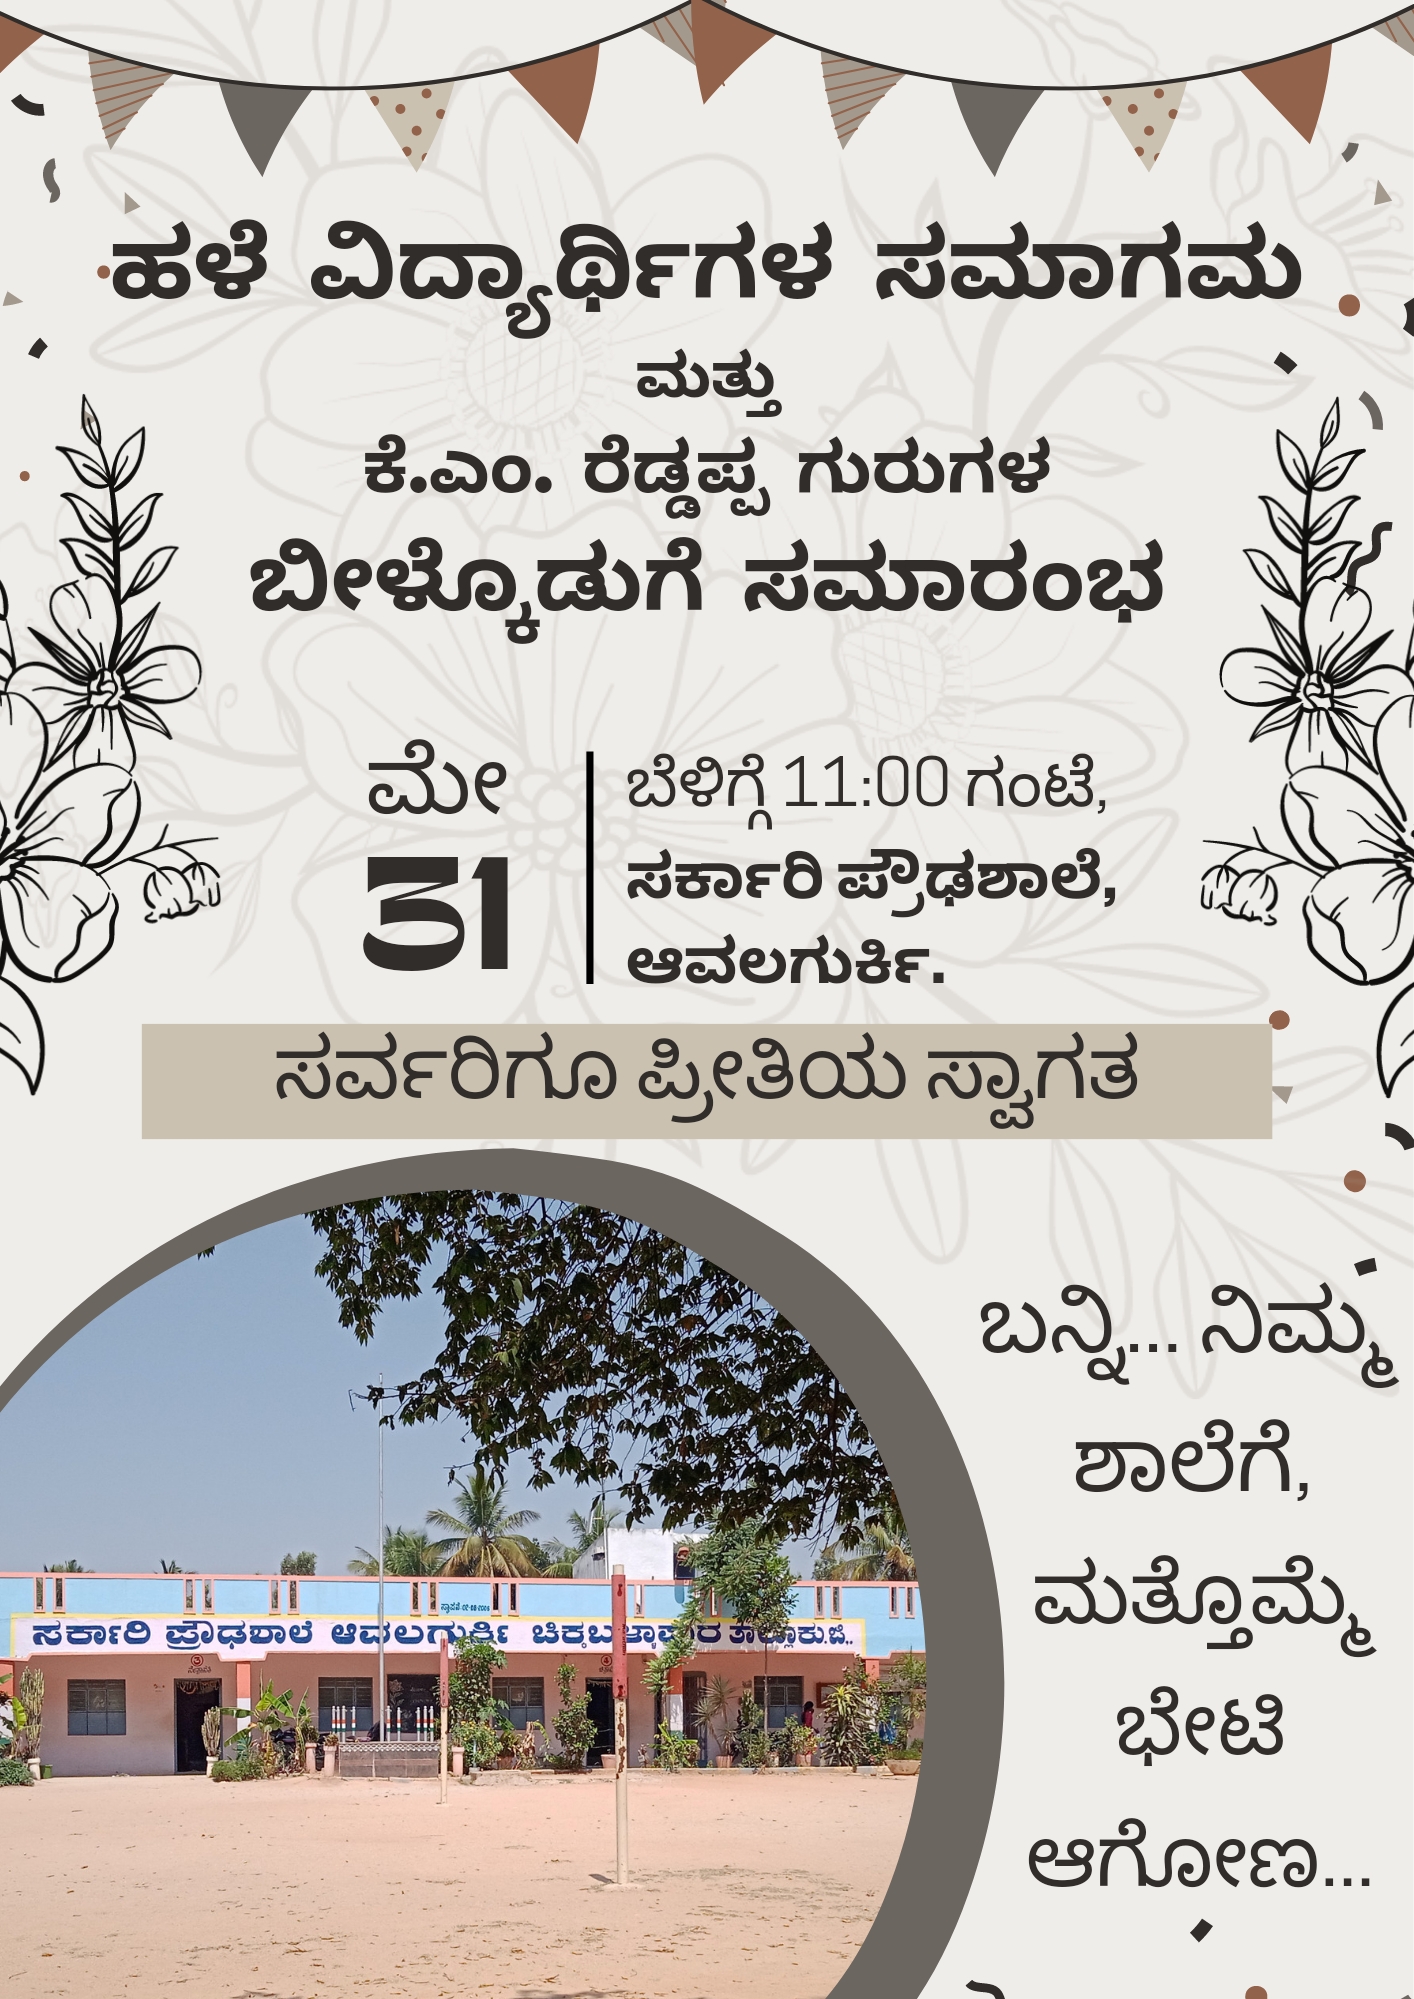 ಹಳೆ ವಿದ್ಯಾರ್ಥಿಗಳ ಸಮಾಗಮ
ಮತ್ತು
ಕೆ.ಎಂ. ರೆಡ್ಡಪ್ಪ ಗುರುಗಳ
ಬೀಳ್ಕೊಡುಗೆ ಸಮಾರಂಭ
ಮೇ
31
ಬೆಳಿಗ್ಗೆ 11:00 ಗಂಟೆ,
ಸರ್ಕಾರಿ ಪ್ರೌಢಶಾಲೆ,
ಆವಲಗುರ್ಕಿ.
ಸರ್ವರಿಗೂ ಪ್ರೀತಿಯ ಸ್ವಾಗತ
ಬನ್ನಿ... ನಿಮ್ಮ
ಶಾಲೆಗೆ,
ಮತ್ತೊಮ್ಮೆ
ಭೇಟಿ
ಆಗೋಣ...
ಸರ್ಕಾರಿ ಪ್ರೌಢಶಾಲೆ ಆವಲಗುರ್ಕಿ